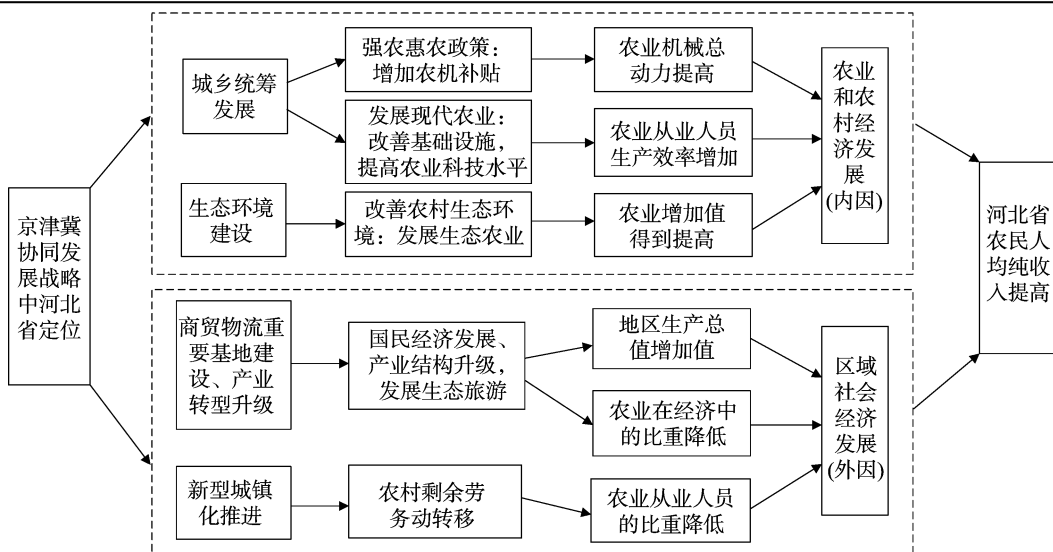 京津冀
协同发
展战略
中河北
省定位
城乡统筹
发展
强农惠农政策：
增加农机补贴
农业机械总
动力提高
发展现代农业：
改善基础设施，
提高农业科技水平
农业从业人员
生产效率增加
生态环境
建设
改善农村生态环
境：发展生态农业
农业增加值
得到提高
农业
和农
村经
济发
展
(内因)
商贸物流重
要基地建
设、产业
转型升级
国民经济发展、
产业结构升级，
发展生态旅游
地区生产总
值增加值
农业在经济中
的比重降低
新型城镇
化推进
农村剩余劳
务动转移
农业从业人员
的比重降低
区域
社会
经济
发展
(外因)
河北省
农民人
均纯收
入提高